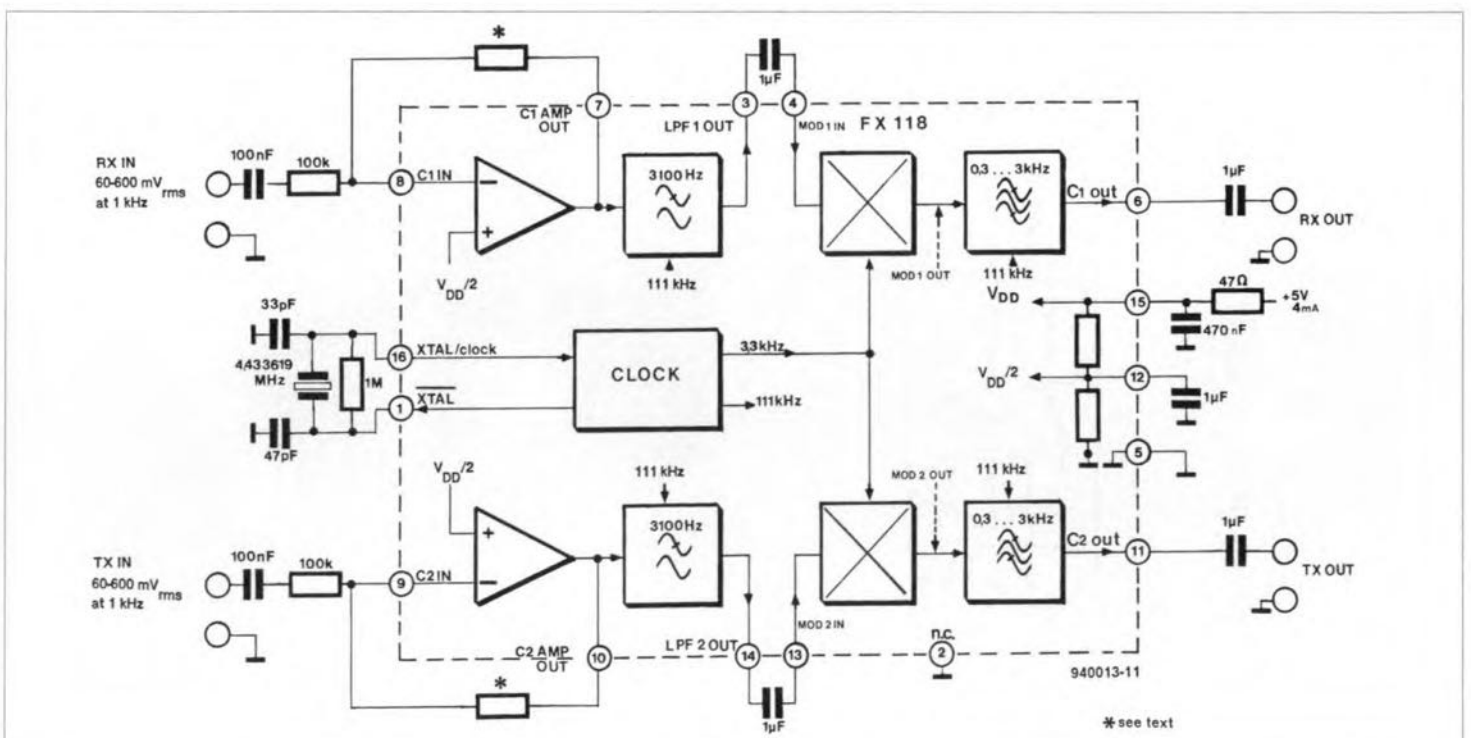 *
1µF
7
3
4
C1 AMP
OUT
LPF 1 OUT
MOD 1 IN
FX 118
RX IN
60-600 mVrms
at 1 kHz
100nF
100k
8
C1 IN
−
+
VDD/2
3100Hz
111 kHz
MOD 1 OUT
0,3 ... 3kHz
111 kHz
C1 out
6
1µF
RX OUT
VDD
15
47Ω
+5V
4mA
470 nF
33pF
4,433619
MHz
1M
47pF
16
XTAL/clock
1
XTAL
CLOCK
3,3kHz
111kHz
VDD/2
12
1µF
5
VDD/2
+
−
111 kHz
3100Hz
MOD 2 OUT
111 kHz
0,3 ... 3kHz
C2 out
11
1µF
TX OUT
TX IN
60-600 mVrms
at 1 kHz
100nF
100k
9
C2 IN
C2 AMP
OUT
10
LPF 2 OUT
14
13
MOD 2 IN
n.c.
2
940013-11
*
1µF
* see text